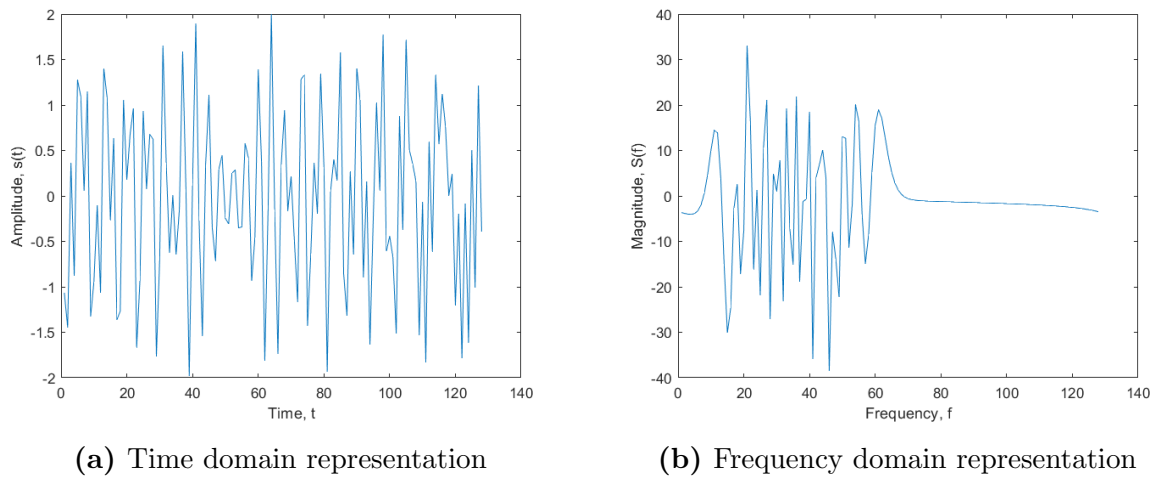 2
1.5
1
0.5
0
-0.5
-1
-1.5
-2
0 20 40 60 80 100 120 140
Amplitude, s(t)
Time, t
(a) Time domain representation
40
30
20
10
0
-10
-20
-30
-40
0 20 40 60 80 100 120 140
Magnitude, S(f)
Frequency, f
(b) Frequency domain representation